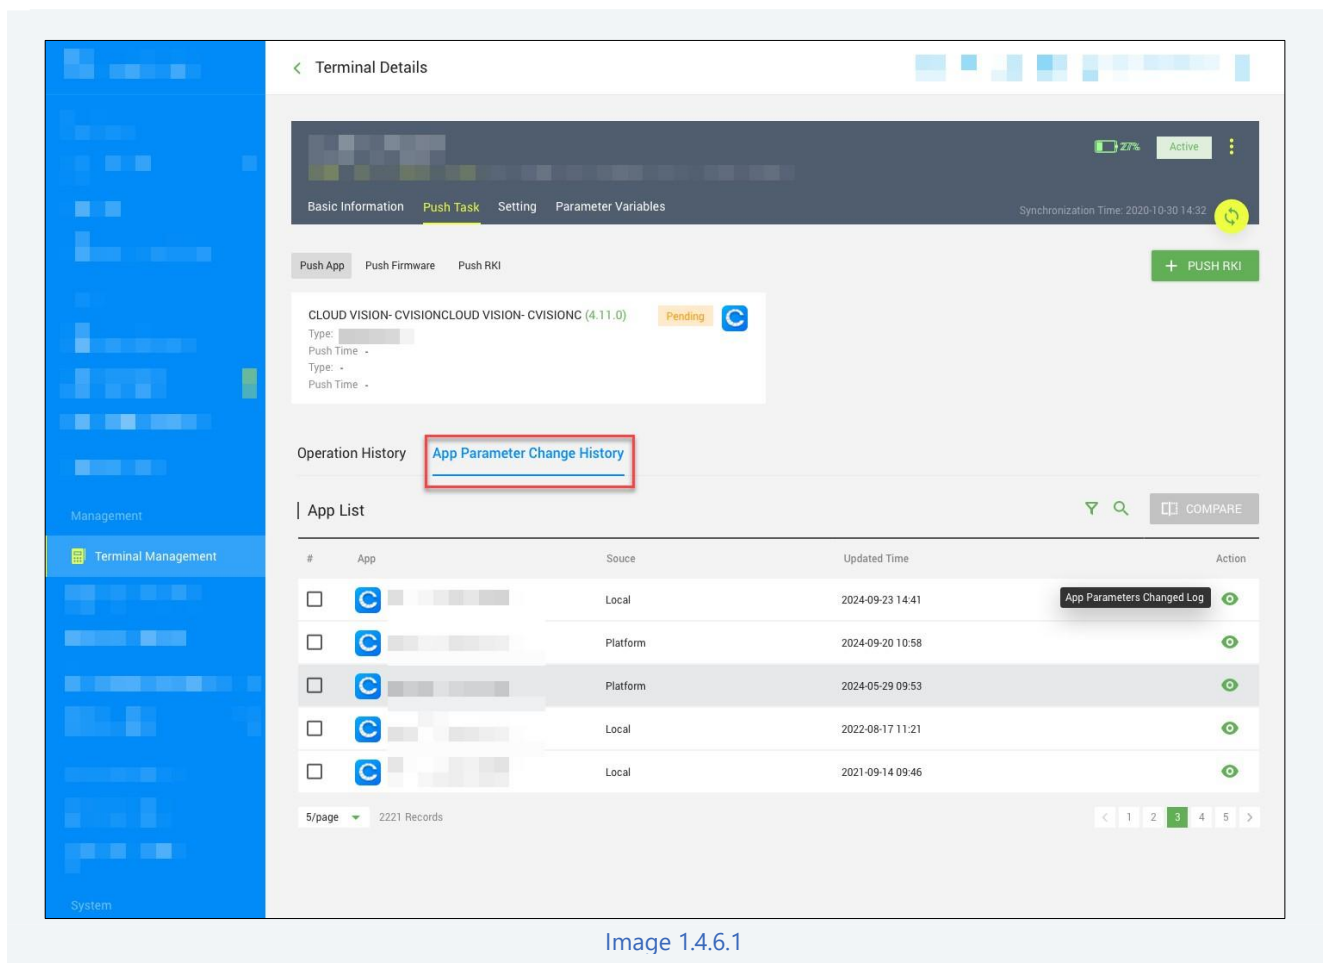 Terminal Details
27%
Active
Basic Information Push Task Setting Parameter Variables
Synchronization Time: 2020-10-30 14:32
Push App Push Firmware Push RKI
+ PUSH RKI
CLOUD VISION- CVISIONCLOUD VISION- CVISIONC (4.11.0) Pending
Type:
Push Time -
Type: -
Push Time -
Operation History App Parameter Change History
App List
COMPARE
Management
Terminal Management
# App Souce Updated Time Action
Local 2024-09-23 14:41 App Parameters Changed Log
Platform 2024-09-20 10:58
Platform 2024-05-29 09:53
Local 2022-08-17 11:21
Local 2021-09-14 09:46
5/page 2221 Records < 1 2 3 4 5 >
System
Image 1.4.6.1